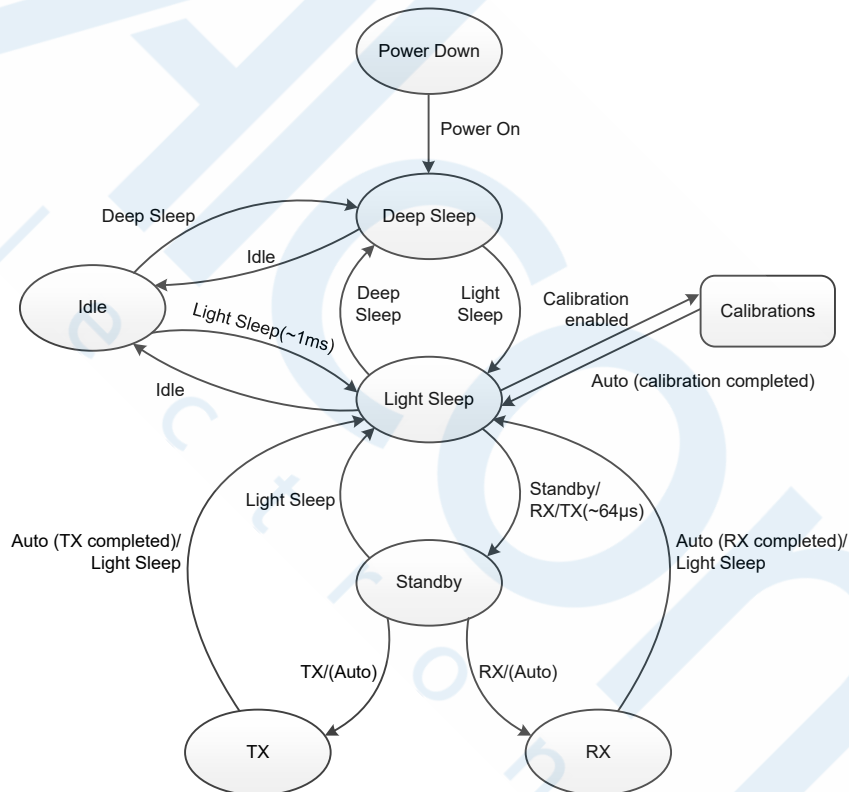 Power Down
Power On
Deep Sleep
Deep Sleep
Idle
Idle
Deep
Sleep
Light
Sleep
Calibration
enabled
Calibrations
Light Sleep(~1ms)
Auto (calibration completed)
Idle
Light Sleep
Light Sleep
Standby/
RX/TX(~64µs)
Auto (TX completed)/
Light Sleep
Auto (RX completed)/
Light Sleep
Standby
TX/(Auto)
RX/(Auto)
TX
RX